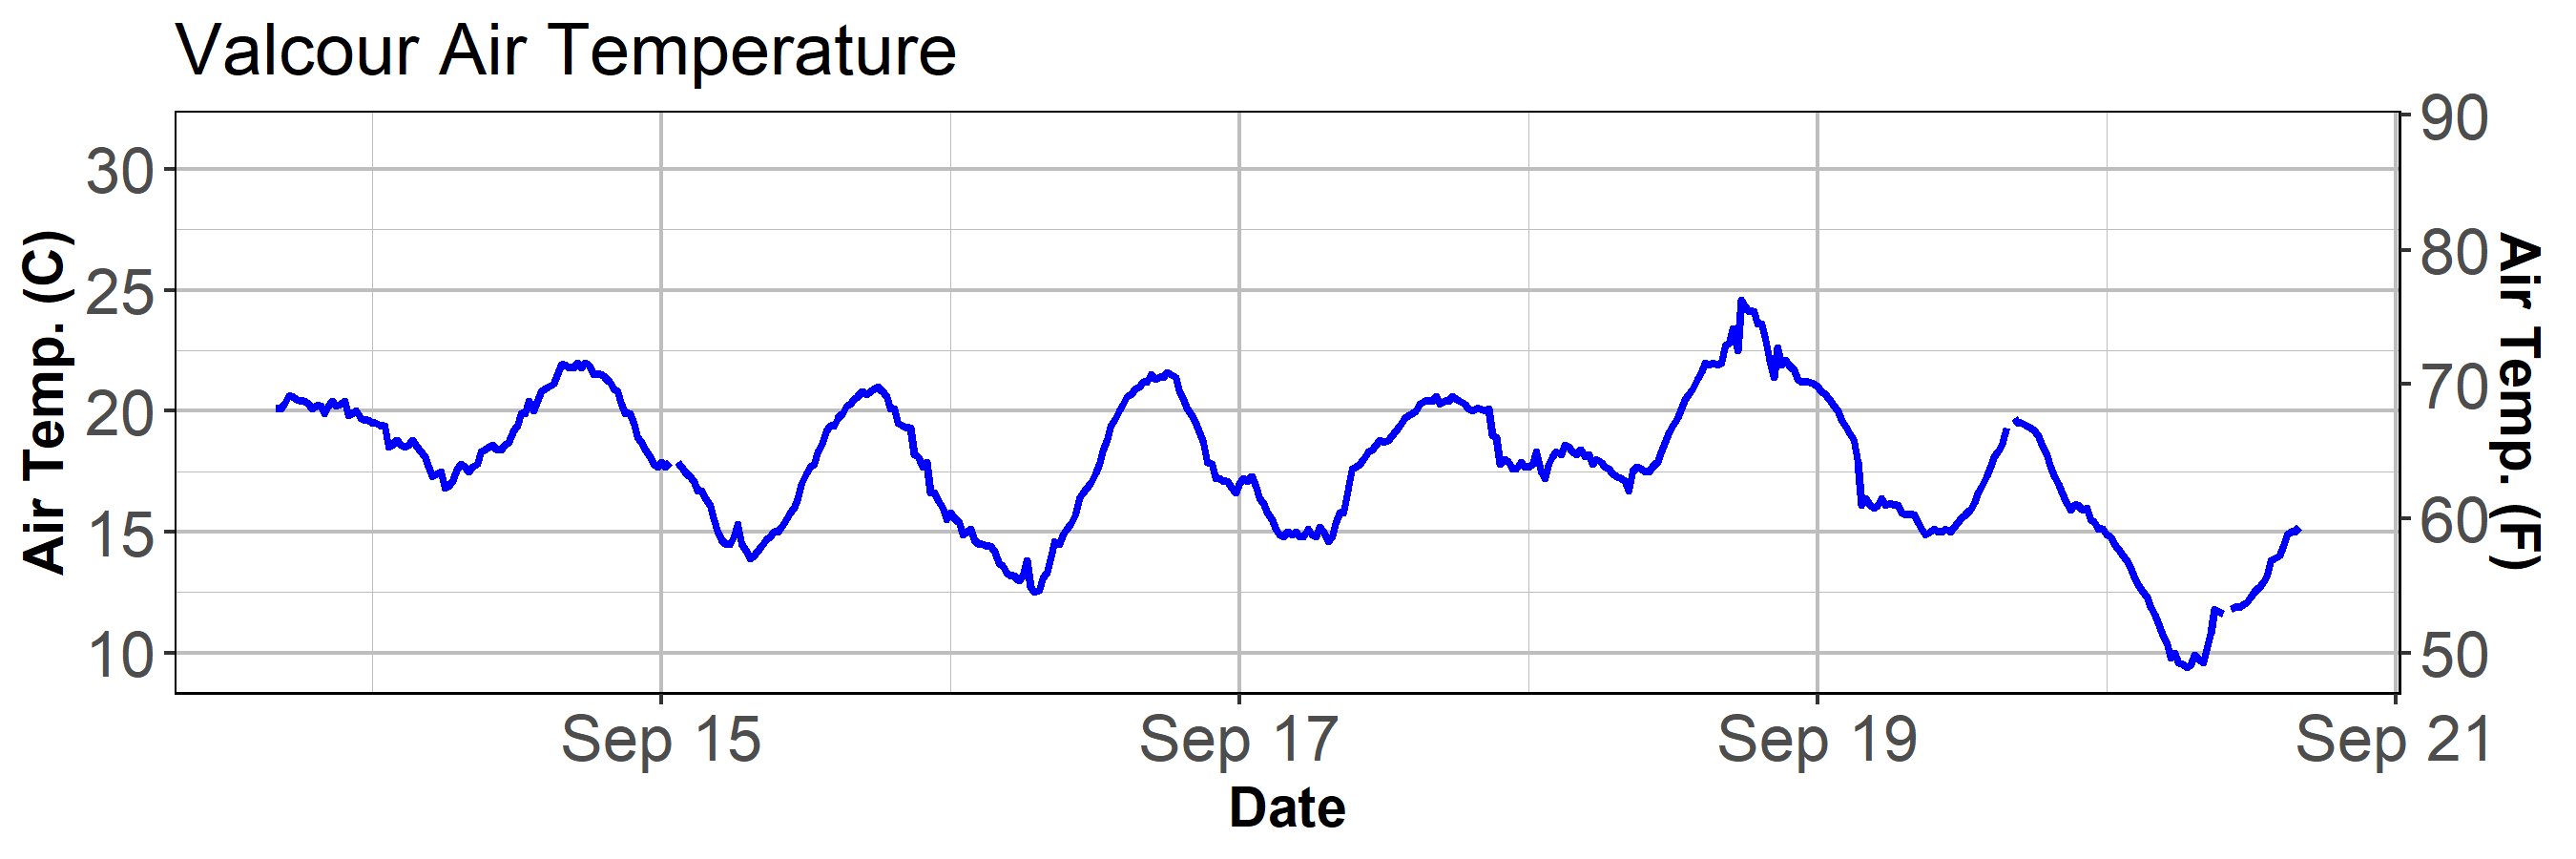 Valcour Air Temperature
Air Temp. (C)
30
25
20
15
10
90
80
70
60
50
Air Temp. (F)
Sep 15
Sep 17
Sep 19
Sep 21
Date